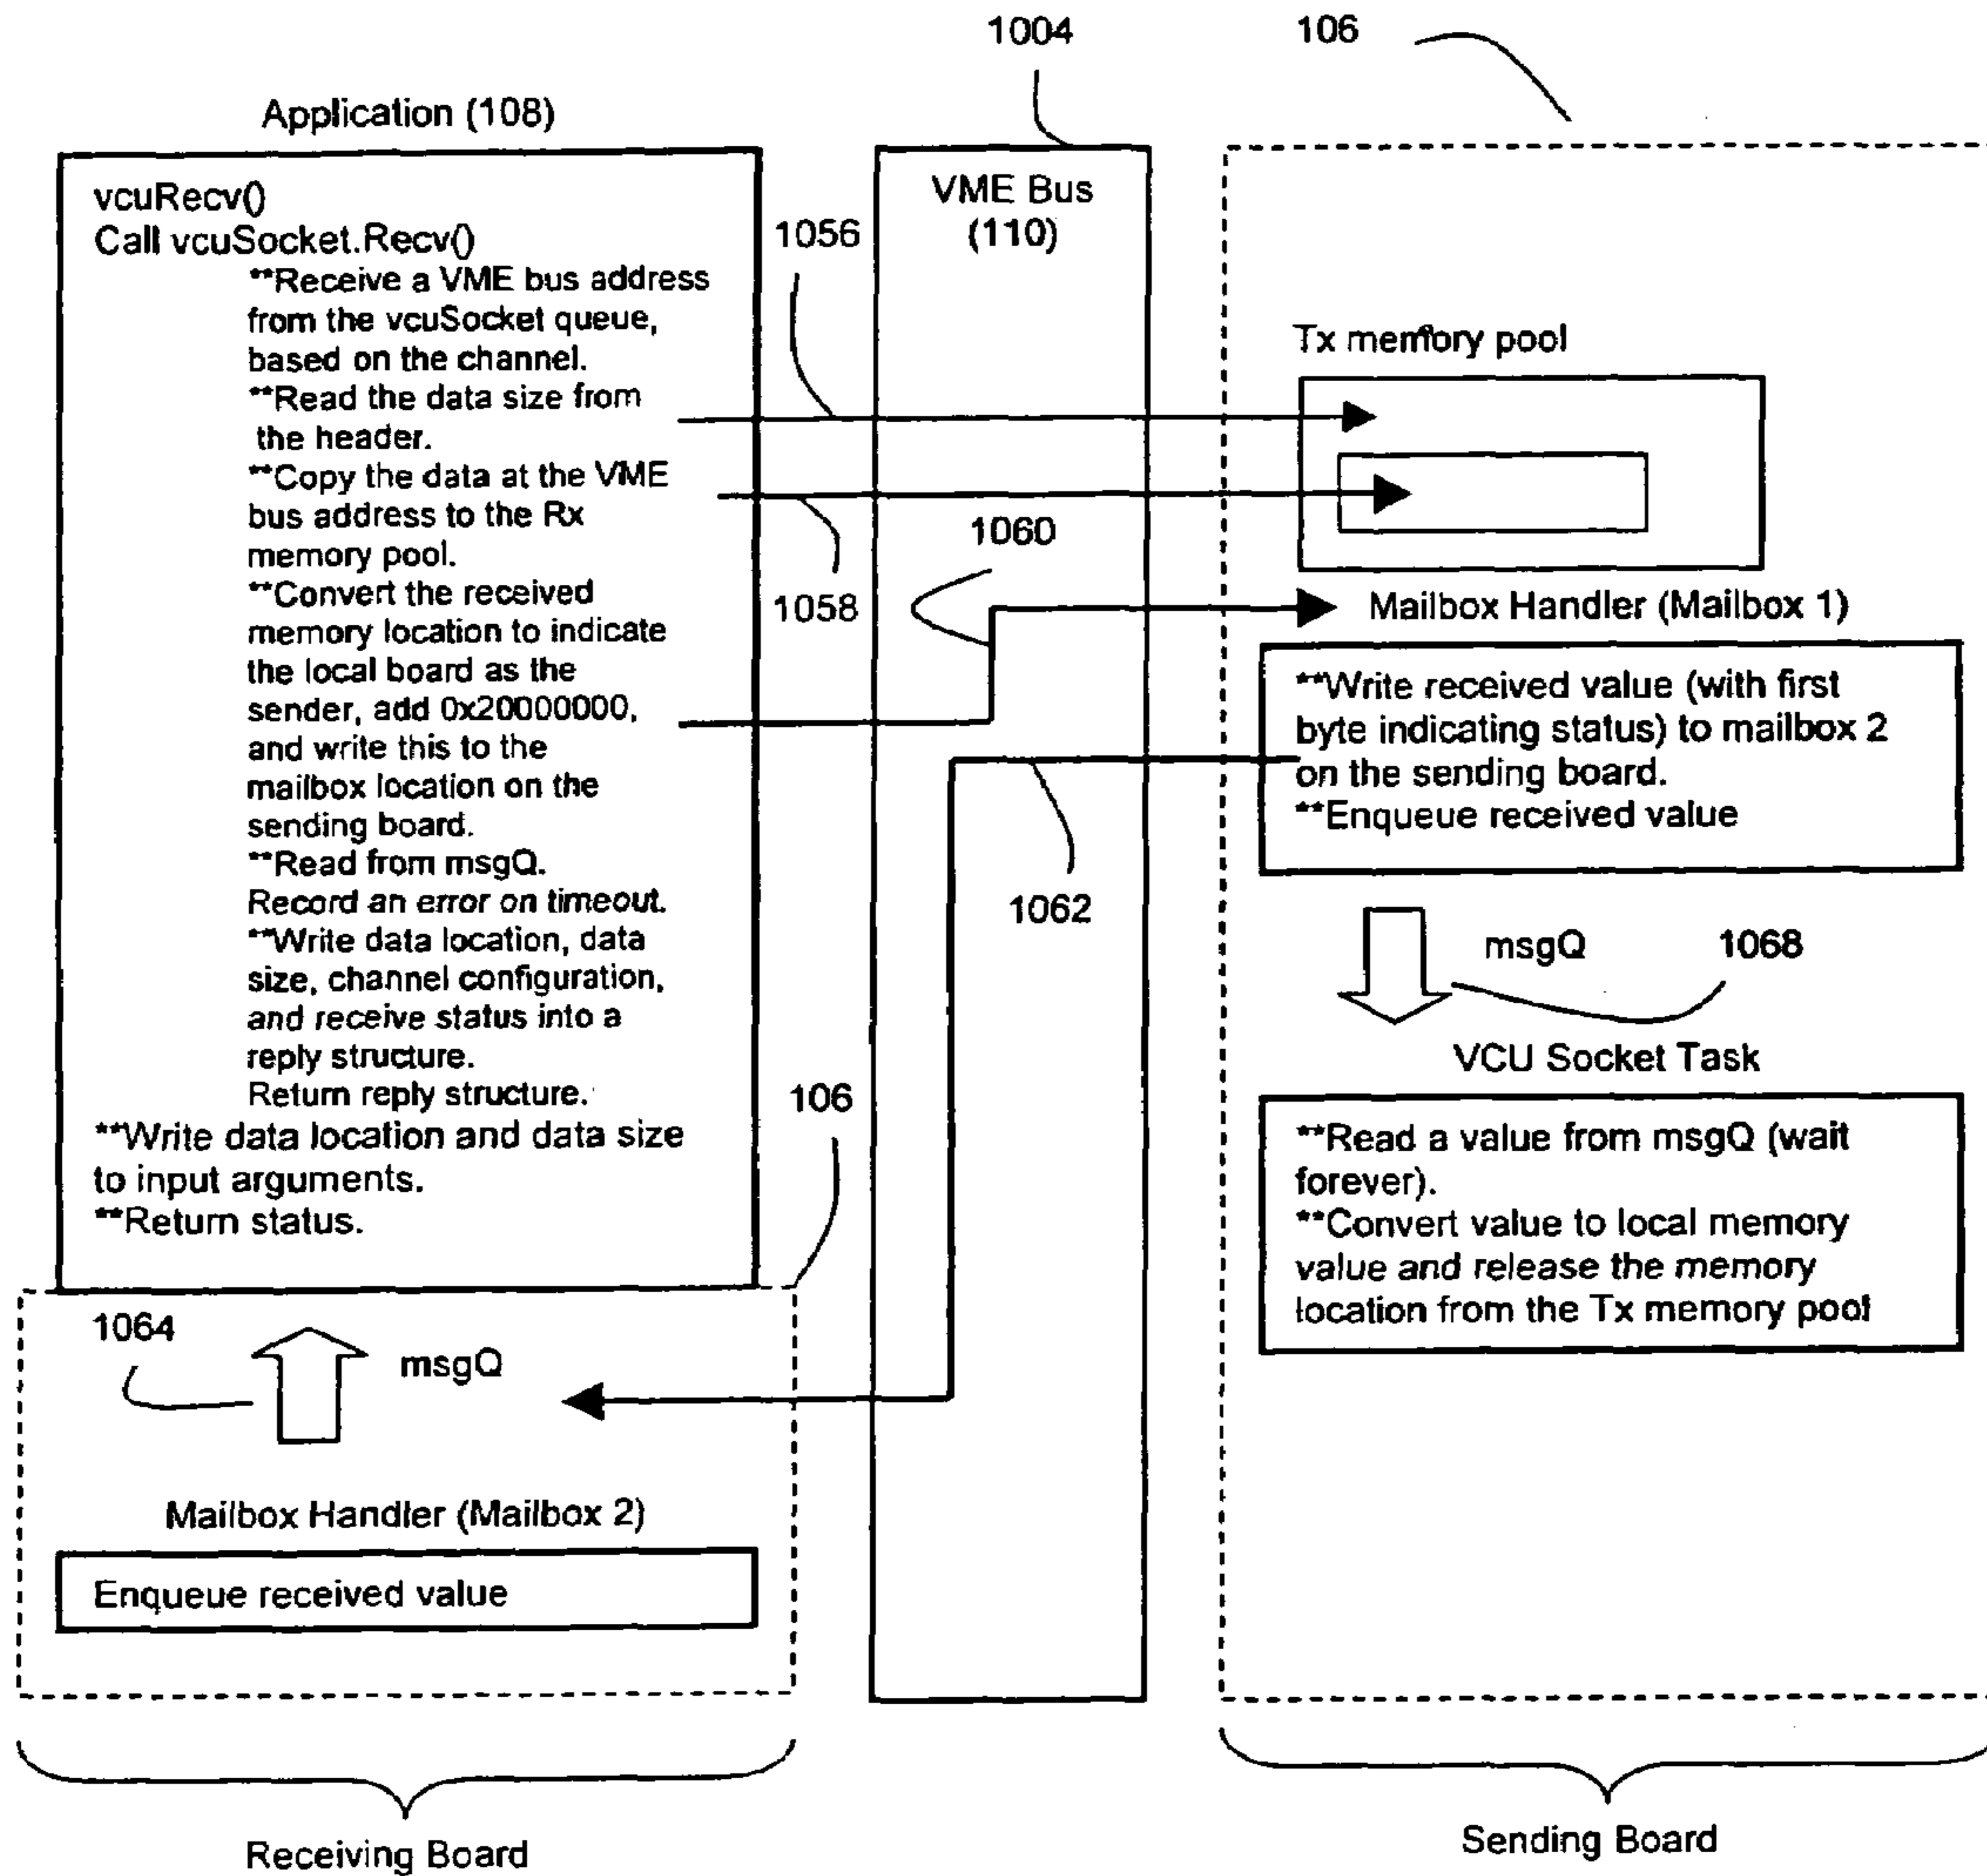 1004
106
Application (108)
vcuRecv()
Call vcuSocket.Recv()
**Receive a VME bus address
from the vcuSocket queue,
based on the channel.
**Read the data size from
the header.
**Copy the data at the VME
bus address to the Rx
memory pool.
**Convert the received
memory location to indicate
the local board as the
sender, add 0x20000000,
and write this to the
mailbox location on the
sending board.
**Read from msgQ.
Record an error on timeout.
**Write data location, data
size, channel configuration,
and receive status into a
reply structure.
Return reply structure.
**Write data location and data size
to input arguments.
**Return status.
1056
1058
106
VME Bus
(110)
1060
1062
Tx memory pool
Mailbox Handler (Mailbox 1)
**Write received value (with first
byte indicating status) to mailbox 2
on the sending board.
**Enqueue received value
msgQ
1068
VCU Socket Task
**Read a value from msgQ (wait
forever).
**Convert value to local memory
value and release the memory
location from the Tx memory pool
1064
msgQ
Mailbox Handler (Mailbox 2)
Enqueue received value
Receiving Board
Sending Board